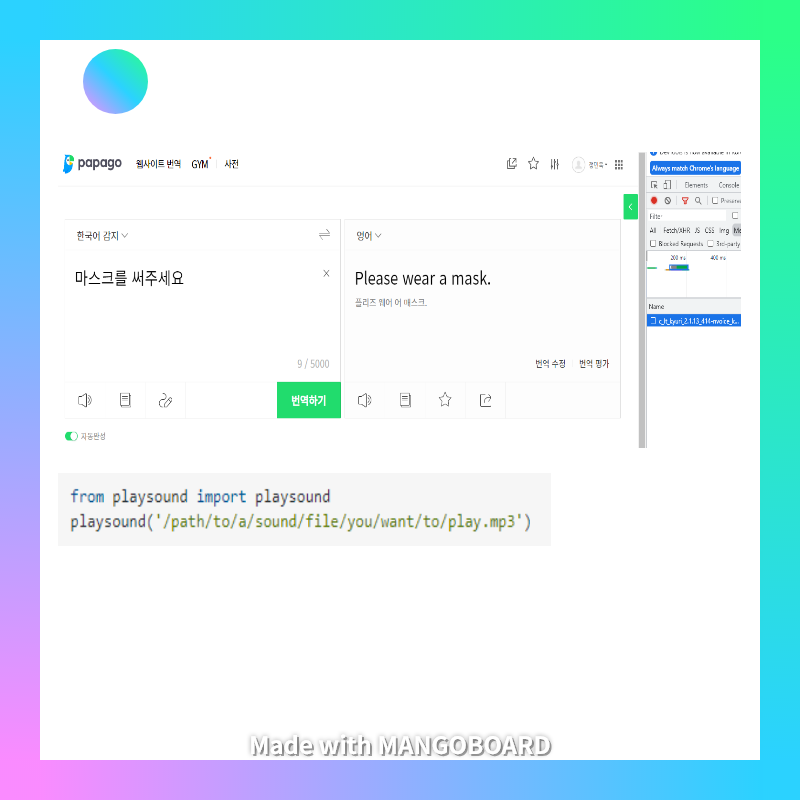 papago 웹사이트 번역 GYM 사전
Always match Chrome's language
Elements Console
Preserve
Filter
All Fetch/XHR JS CSS Img Me
Blocked Requests 3rd-party
200 ms 400 ms
Name
한국어 감지
영어
마스크를 써주세요
Please wear a mask.
플리즈 웨어 어 매스크.
9 / 5000
번역 수정 번역 평가
번역하기
자동완성
from playsound import playsound
playsound('/path/to/a/sound/file/you/want/to/play.mp3')
Made with MANGOBOARD